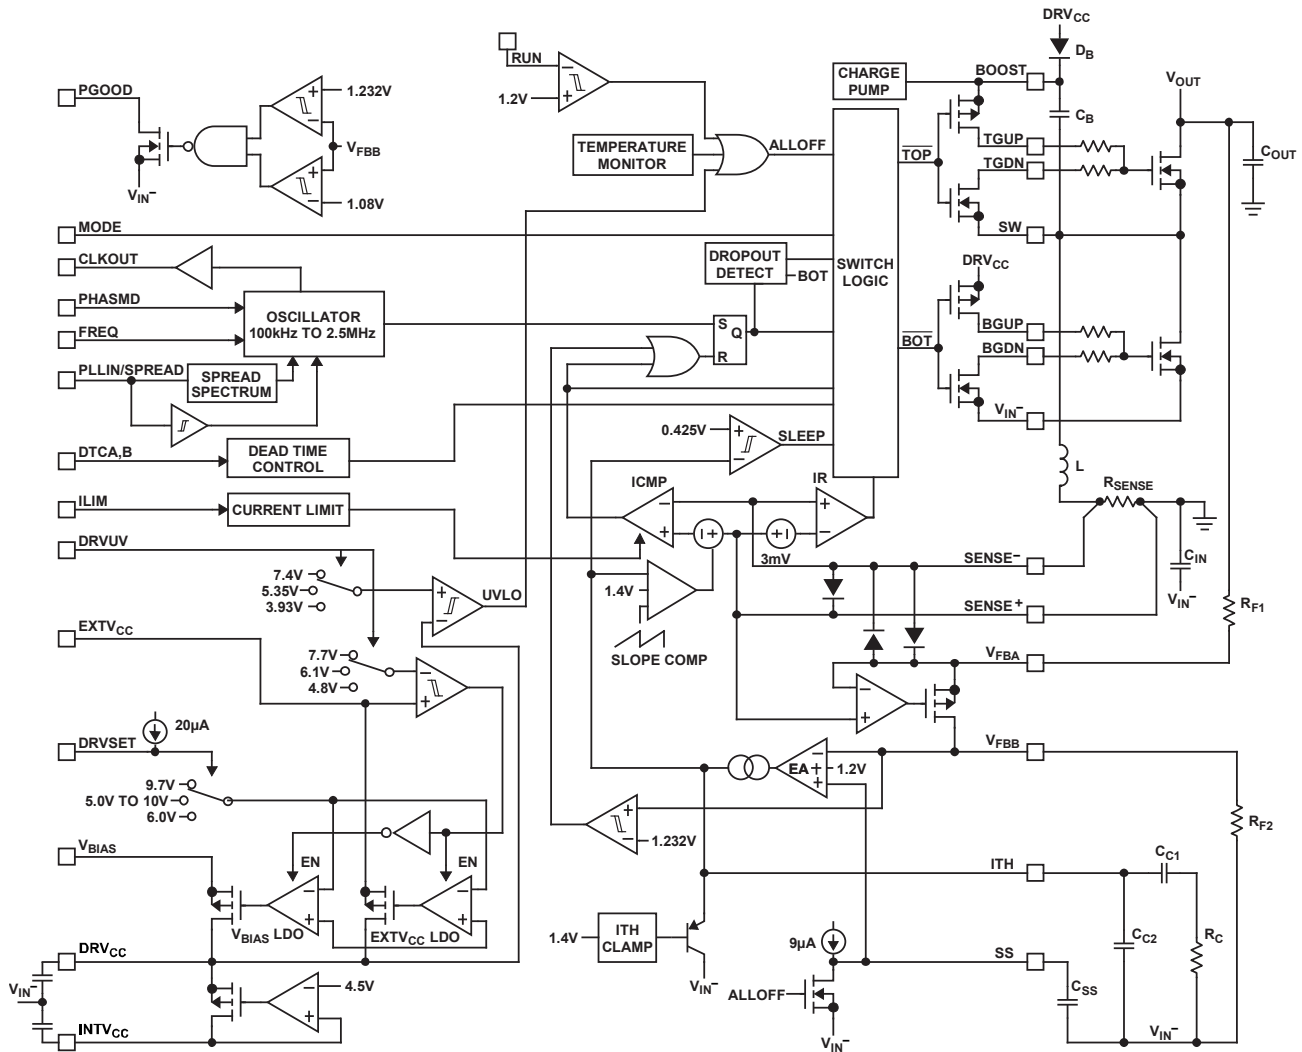 DRVCC
DB
RUN
1.2V
CHARGE
PUMP
BOOST
VOUT
PGOOD
1.232V
VFBB
1.08V
VIN–
TEMPERATURE
MONITOR
ALLOFF
TOP
CB
TGUP
TGDN
COUT
MODE
SW
CLKOUT
DROPOUT
DETECT
BOT
SWITCH
LOGIC
DRVCC
PHASMD
OSCILLATOR
100kHz TO 2.5MHz
FREQ
S
Q
R
BOT
BGUP
BGDN
PLLIN/SPREAD
SPREAD
SPECTRUM
VIN–
0.425V
SLEEP
DTCA,B
DEAD TIME
CONTROL
L
ILIM
CURRENT LIMIT
ICMP
IR
RSENSE
DRVUV
3mV
SENSE–
CIN
VIN–
7.4V
5.35V
3.93V
UVLO
1.4V
SENSE+
RF1
EXTVCC
SLOPE COMP
7.7V
6.1V
4.8V
VFBA
20µA
DRVSET
VFBB
EA
1.2V
9.7V
5.0V TO 10V
6.0V
1.232V
RF2
VBIAS
EN
EN
ITH
CC1
VBIAS LDO
EXTVCC LDO
1.4V
ITH
CLAMP
VIN–
9µA
SS
CC2
RC
DRVCC
VIN–
4.5V
ALLOFF
CSS
INTVCC
VIN–
VIN–